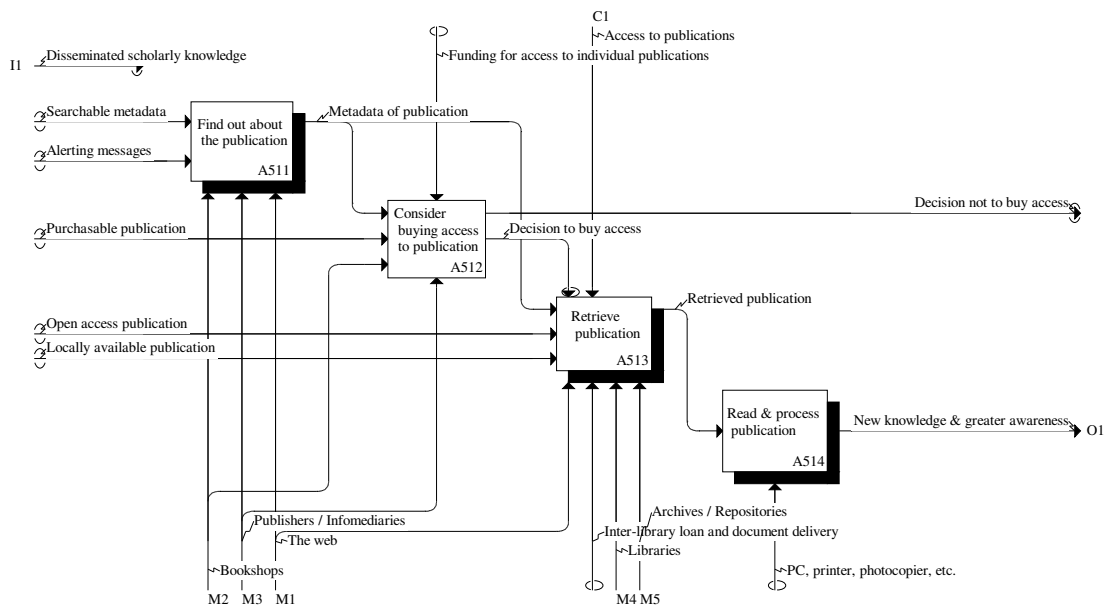 C1
Access to publications
Disseminated scholarly knowledge
Funding for access to individual publications
I1
Searchable metadata
Metadata of publication
Find out about
the publication
Alerting messages
A511
Decision not to buy access
Consider
buying access
to publication
Purchasable publication
Decision to buy access
A512
Retrieved publication
Open access publication
Retrieve
publication
Locally available publication
A513
Read & process
publication
New knowledge & greater awareness
O1
A514
Archives / Repositories
Publishers / Infomediaries
Inter-library loan and document delivery
The web
Libraries
Bookshops
PC, printer, photocopier, etc.
M2 M3 M1 M4 M5